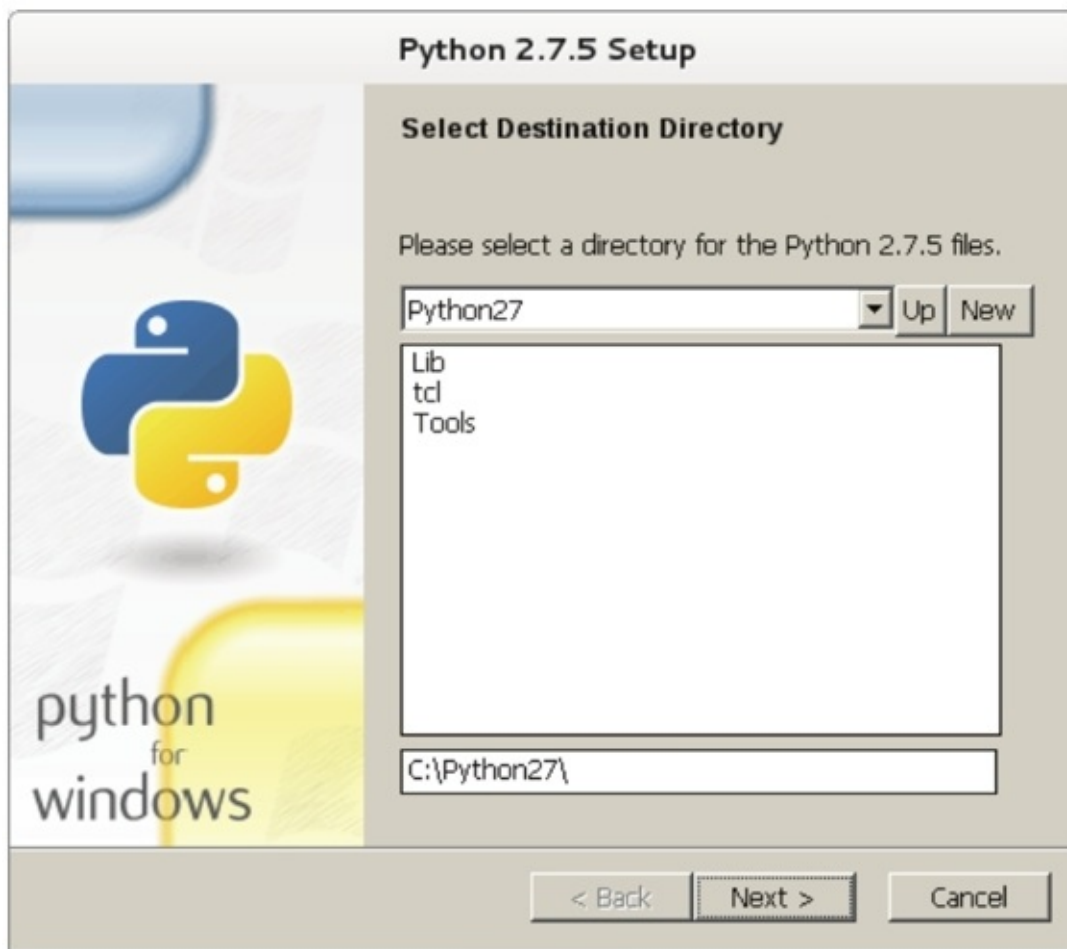 Python 2.7.5 Setup
Select Destination Directory
Please select a directory for the Python 2.7.5 files.
Python27
Up
New
Lib
tcl
Tools
C:\Python27\
python
for
windows
< Back
Next >
Cancel